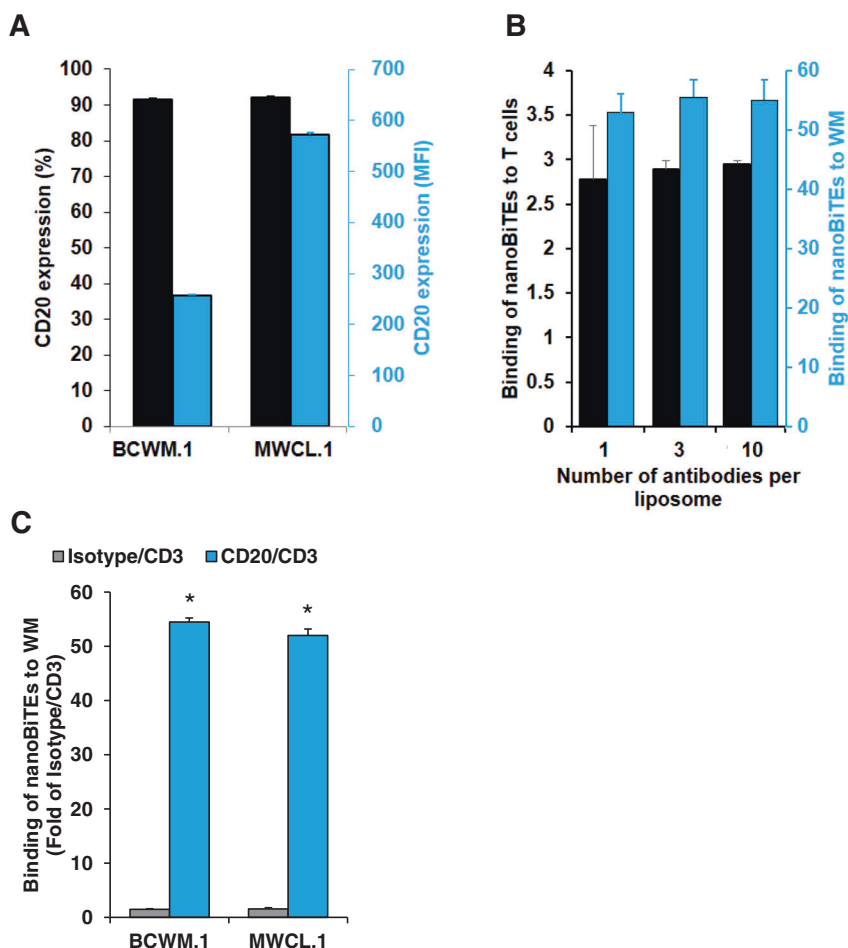 A
CD20 expression (%)
100
90
80
70
60
50
40
30
20
10
0
700
600
500
400
300
200
100
0
CD20 expression (MFI)
BCWM.1 MWCL.1
B
Binding of nanoBiTEs to T cells
4
3.5
3
2.5
2
1.5
1
0.5
0
60
50
40
30
20
10
0
Binding of nanoBiTEs to WM
1 3 10
Number of antibodies per
liposome
C
Isotype/CD3 CD20/CD3
Binding of nanoBiTEs to WM
(Fold of Isotype/CD3)
60
50
40
30
20
10
0
* *
BCWM.1 MWCL.1